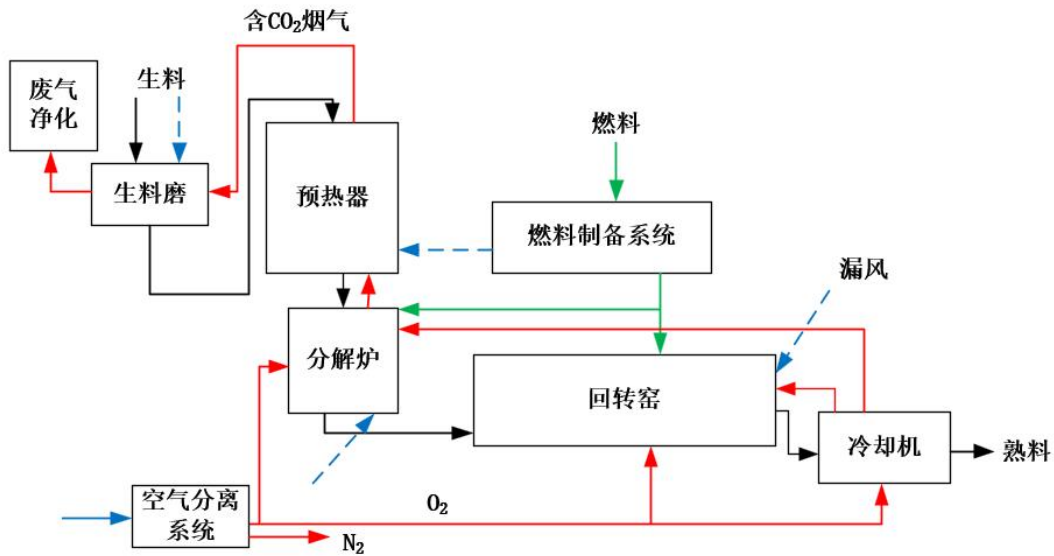 含CO₂烟气
废气
净化
生料
燃料
生料磨
预热器
燃料制备系统
漏风
分解炉
回转窑
冷却机
熟料
空气分离
系统
O₂
N₂